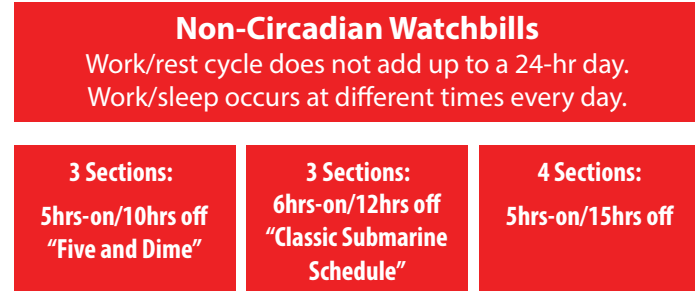 Non-Circadian Watchbills
Work/rest cycle does not add up to a 24-hr day.
Work/sleep occurs at different times every day.
3 Sections:
5hrs-on/10hrs off
“Five and Dime”
3 Sections:
6hrs-on/12hrs off
“Classic Submarine
Schedule”
4 Sections:
5hrs-on/15hrs off